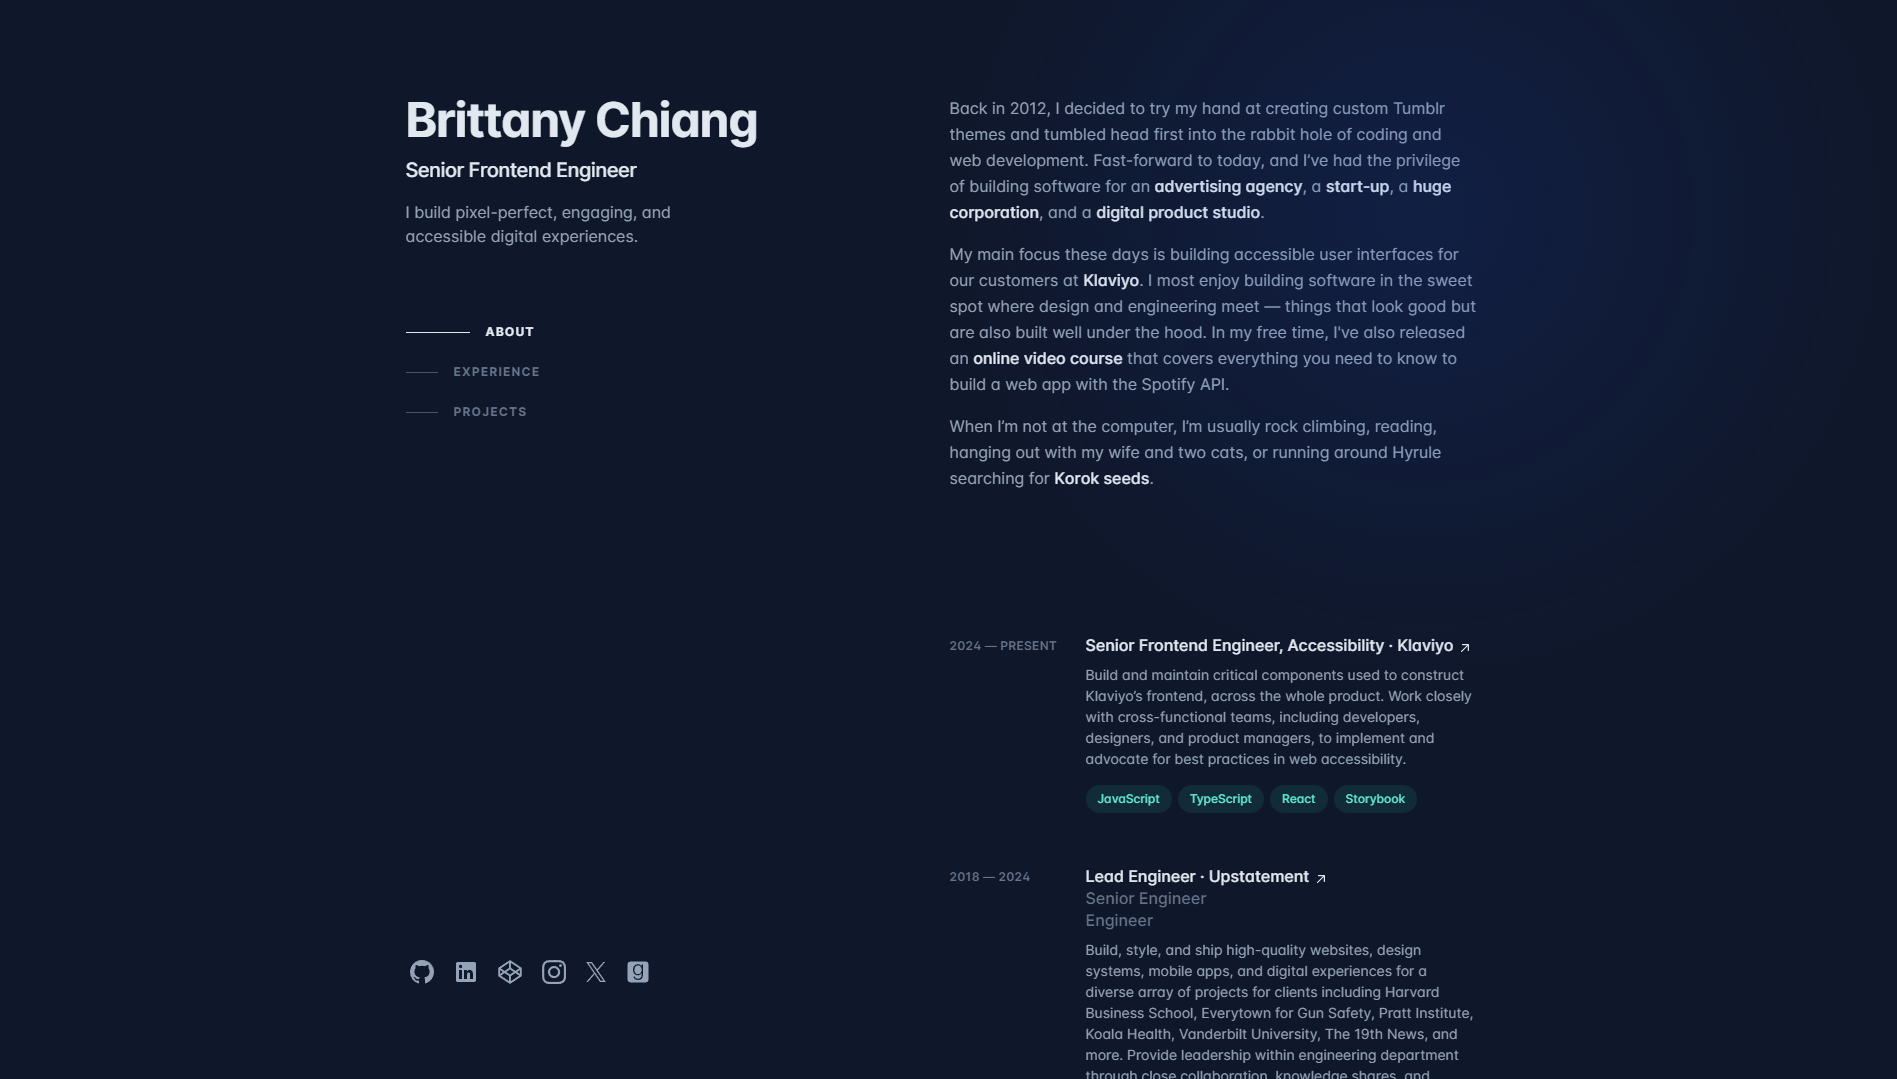 Brittany Chiang
Senior Frontend Engineer
I build pixel-perfect, engaging, and
accessible digital experiences.
ABOUT
EXPERIENCE
PROJECTS
Back in 2012, I decided to try my hand at creating custom Tumblr
themes and tumbled head first into the rabbit hole of coding and
web development. Fast-forward to today, and I’ve had the privilege
of building software for an advertising agency, a start-up, a huge
corporation, and a digital product studio.
My main focus these days is building accessible user interfaces for
our customers at Klaviyo. I most enjoy building software in the sweet
spot where design and engineering meet — things that look good but
are also built well under the hood. In my free time, I've also released
an online video course that covers everything you need to know to
build a web app with the Spotify API.
When I’m not at the computer, I’m usually rock climbing, reading,
hanging out with my wife and two cats, or running around Hyrule
searching for Korok seeds.
2024 — PRESENT
Senior Frontend Engineer, Accessibility · Klaviyo
Build and maintain critical components used to construct
Klaviyo’s frontend, across the whole product. Work closely
with cross-functional teams, including developers,
designers, and product managers, to implement and
advocate for best practices in web accessibility.
JavaScript
TypeScript
React
Storybook
2018 — 2024
Lead Engineer · Upstatement
Senior Engineer
Engineer
Build, style, and ship high-quality websites, design
systems, mobile apps, and digital experiences for a
diverse array of projects for clients including Harvard
Business School, Everytown for Gun Safety, Pratt Institute,
Koala Health, Vanderbilt University, The 19th News, and
more. Provide leadership within engineering department
through close collaboration, knowledge shares, and